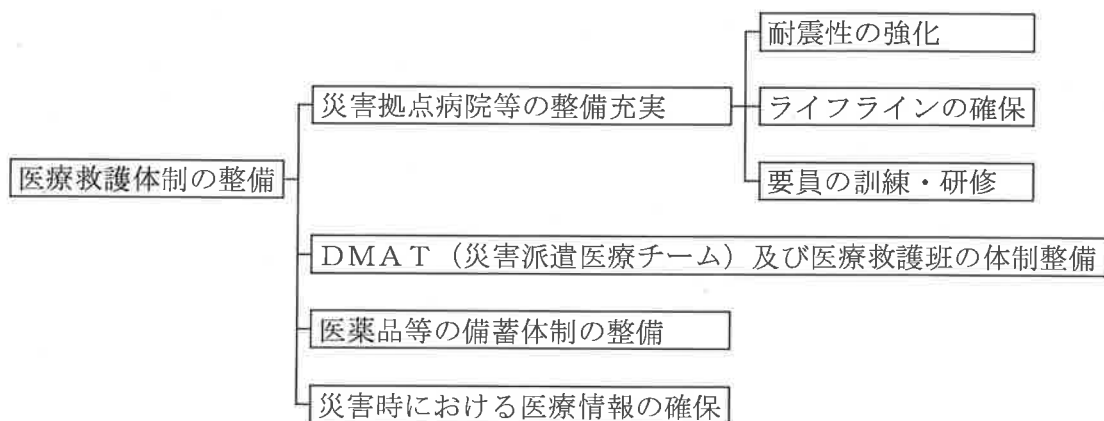 医療救護体制の整備
災害拠点病院等の整備充実
耐震性の強化
ライフラインの確保
要員の訓練・研修
DMAT（災害派遣医療チーム）及び医療救護班の体制整備
医薬品等の備蓄体制の整備
災害時における医療情報の確保